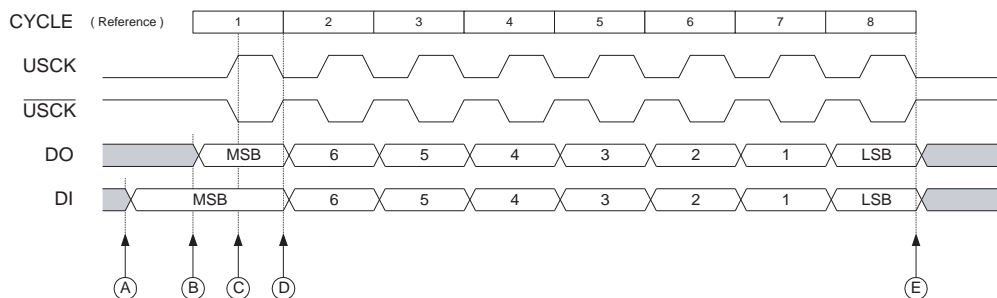 CYCLE ( Reference ) 1 2 3 4 5 6 7 8
USCK
USCK
DO MSB 6 5 4 3 2 1 LSB
DI MSB 6 5 4 3 2 1 LSB
A B C D E